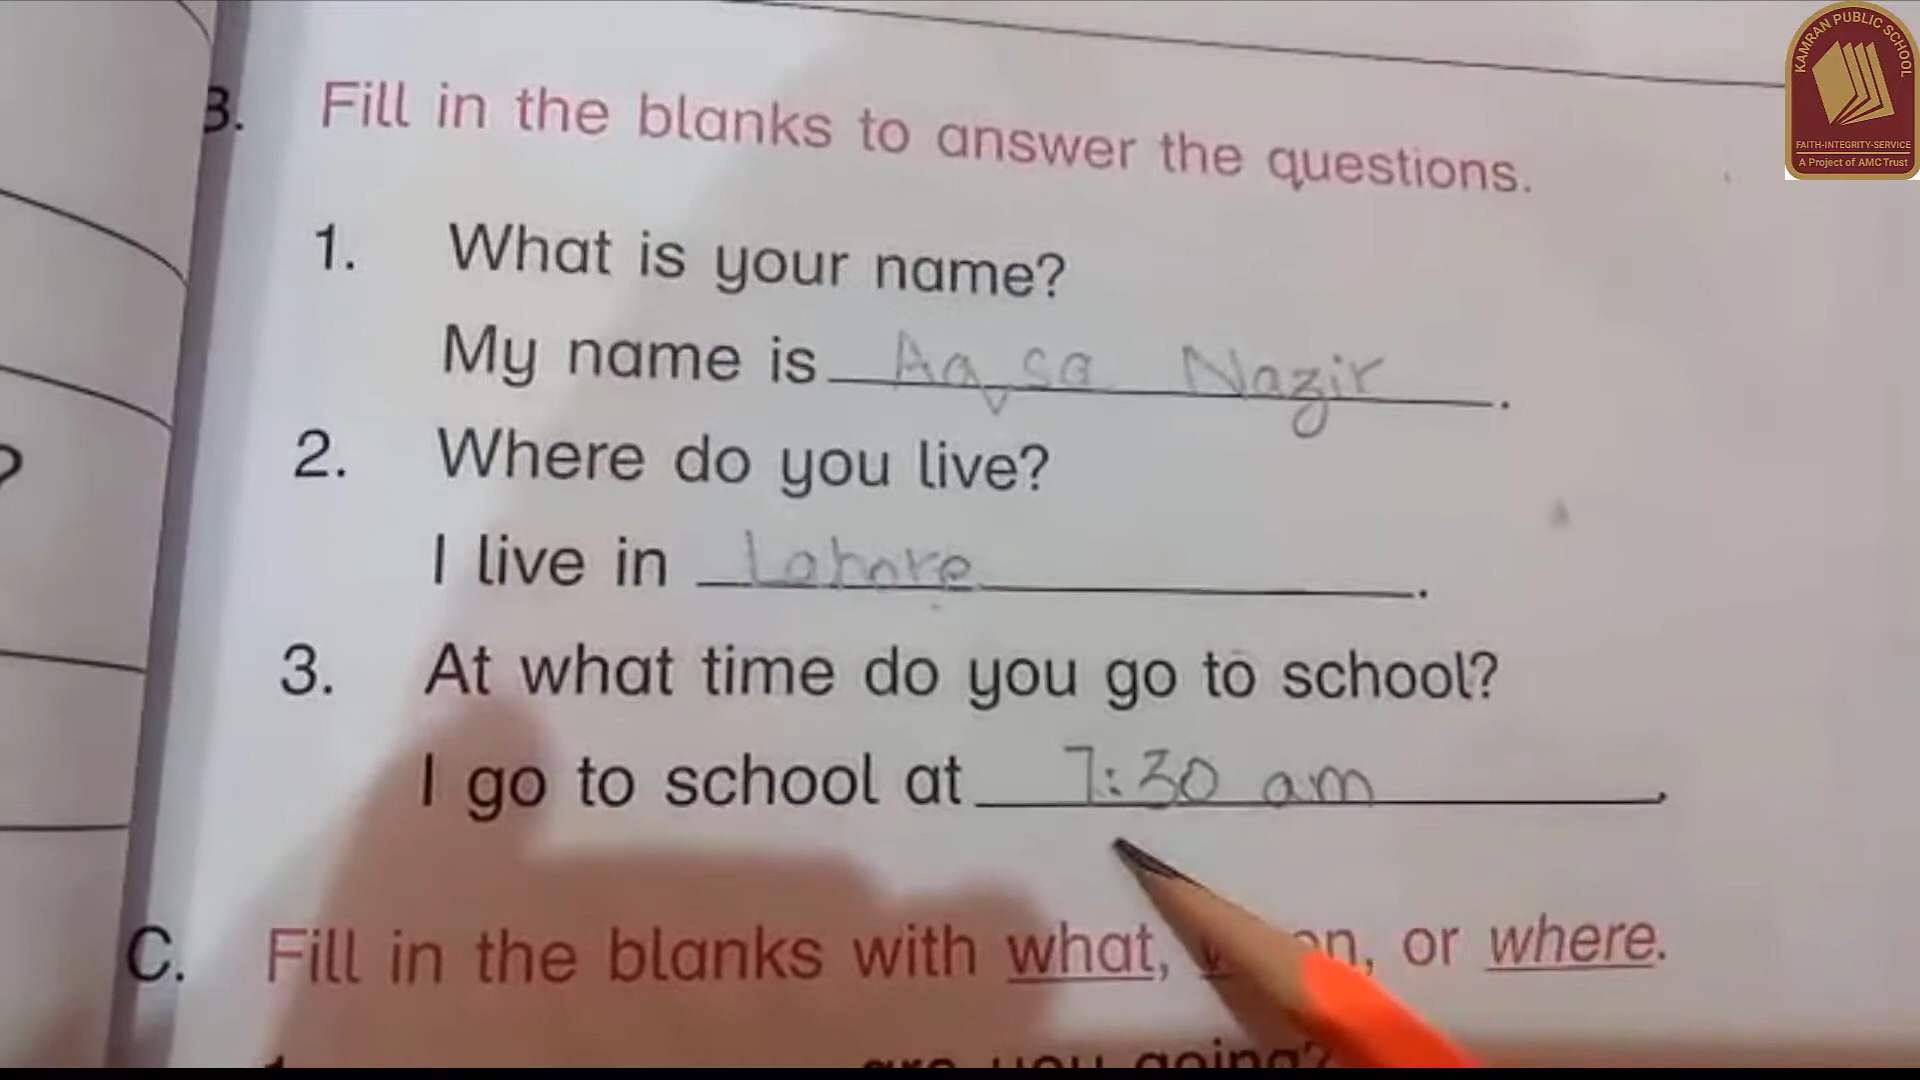 KAMRAN PUBLIC SCHOOL
FAITH-INTEGRITY-SERVICE
A Project of AMC Trust
B. Fill in the blanks to answer the questions.
1. What is your name?
My name is Aqsa Nazir.
2. Where do you live?
I live in Lahore.
3. At what time do you go to school?
I go to school at 7:30 am.
?
C. Fill in the blanks with what, or where.
are you going?